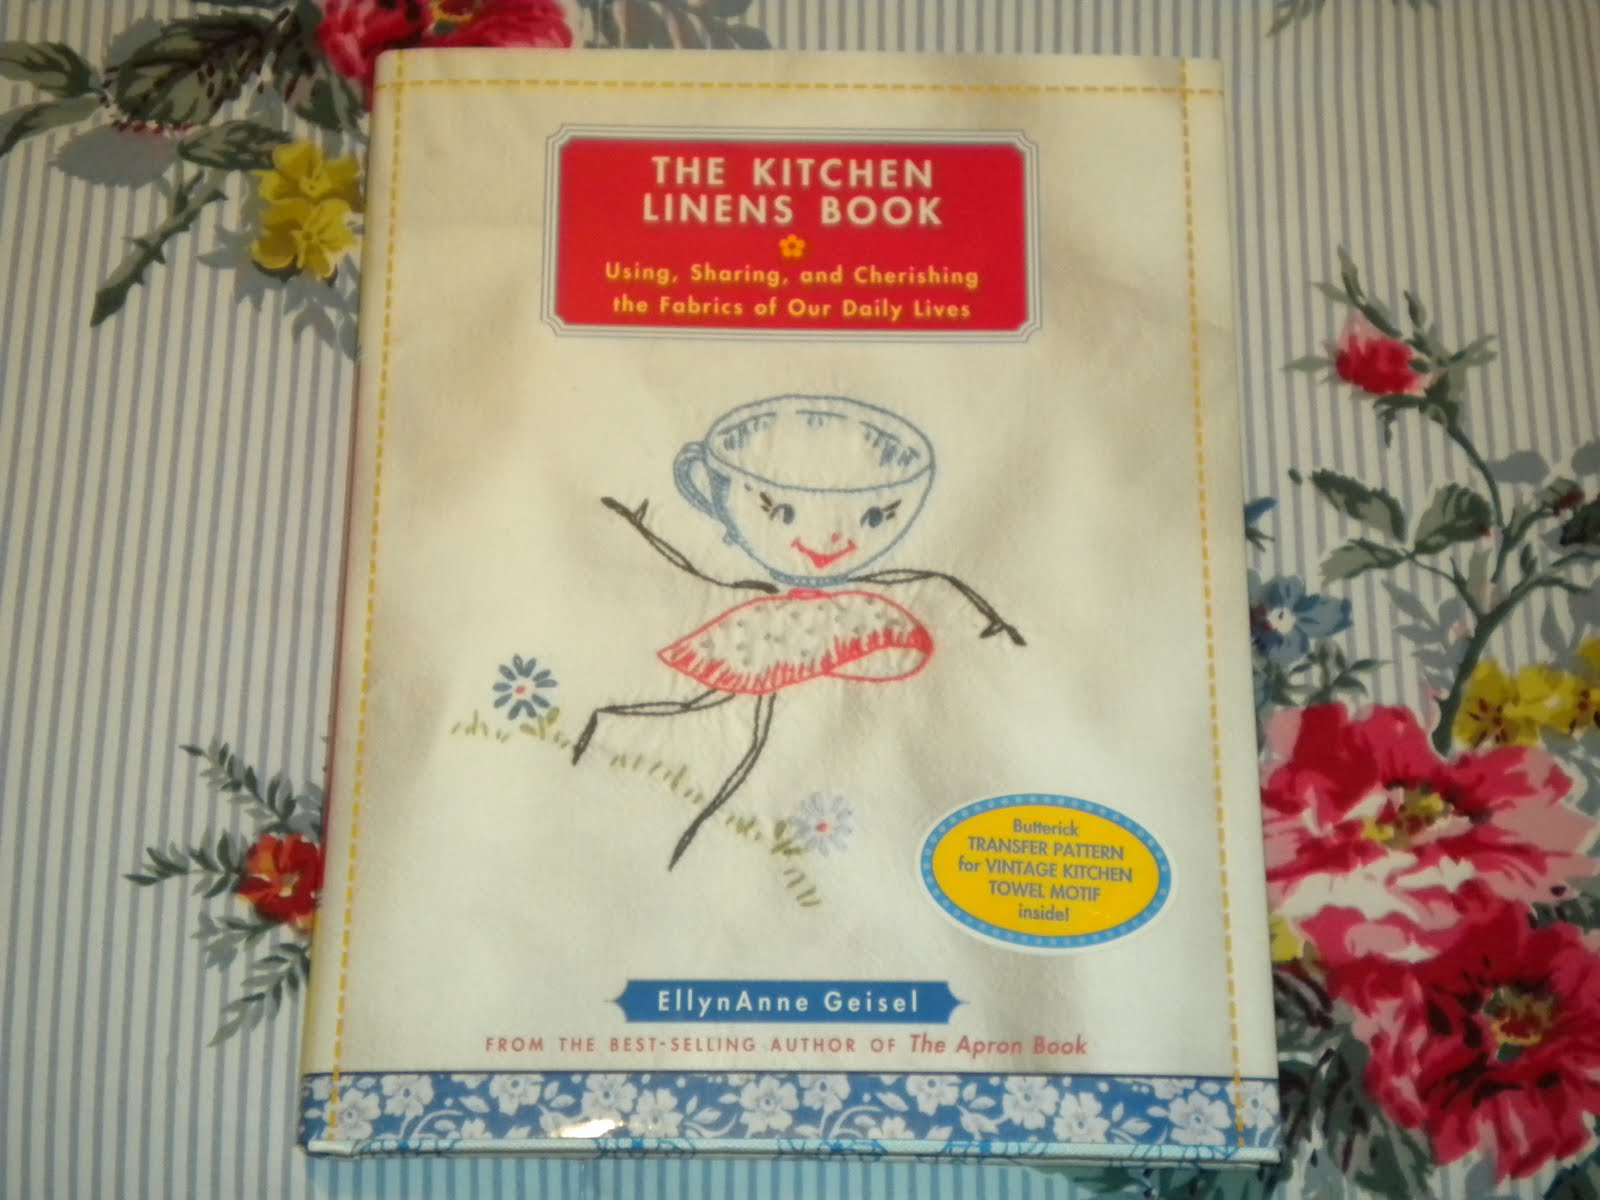 THE KITCHEN
LINENS BOOK
Using, Sharing, and Cherishing
the Fabrics of Our Daily Lives
Butterick
TRANSFER PATTERN
for VINTAGE KITCHEN
TOWEL MOTIF
inside!
EllynAnne Geisel
FROM THE BEST-SELLING AUTHOR OF The Apron Book